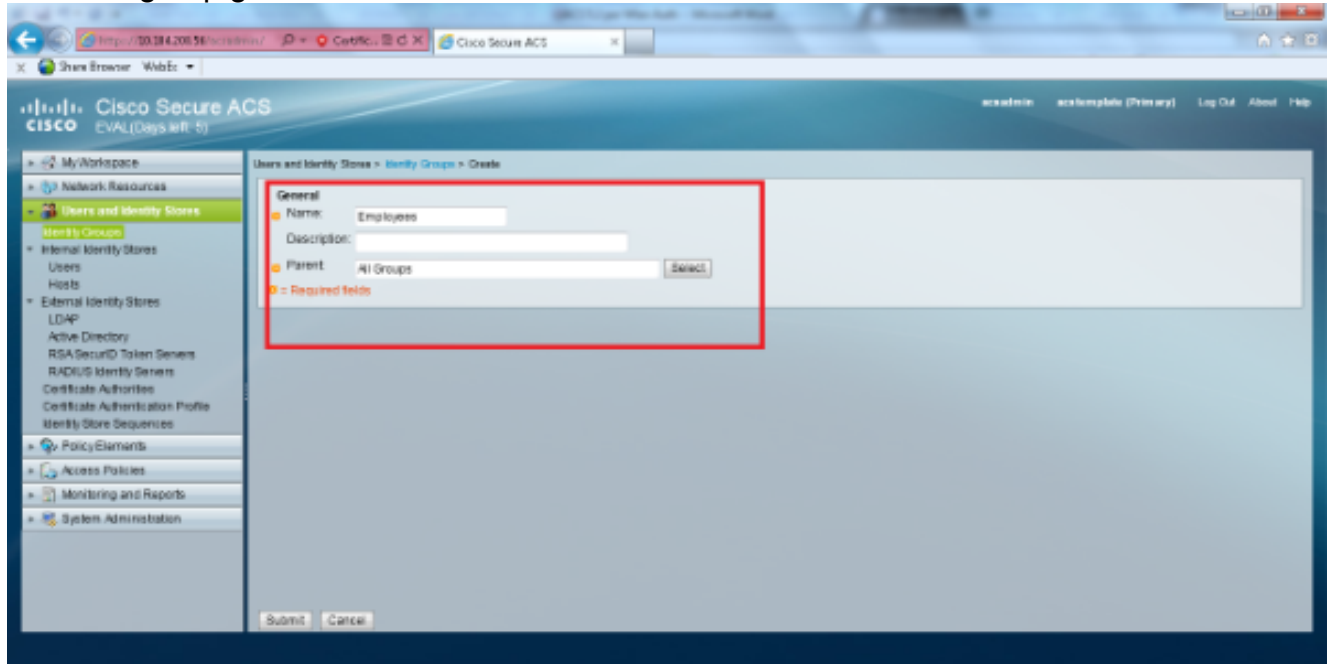 Certific...
Cisco Secure ACS
Share Browser WebEx
Cisco Secure ACS
CISCO EVAL(Days left: 5)
acsadmin acstemplate (Primary) Log Out About Help
My Workspace
Network Resources
Users and Identity Stores
Identity Groups
Internal Identity Stores
Users
Hosts
External Identity Stores
LDAP
Active Directory
RSA SecurID Token Servers
RADIUS Identity Servers
Certificate Authorities
Certificate Authentication Profile
Identity Store Sequences
Policy Elements
Access Policies
Monitoring and Reports
System Administration
Users and Identity Stores > Identity Groups > Create
General
Name: Employees
Description:
Parent: All Groups Select
= Required fields
Submit Cancel